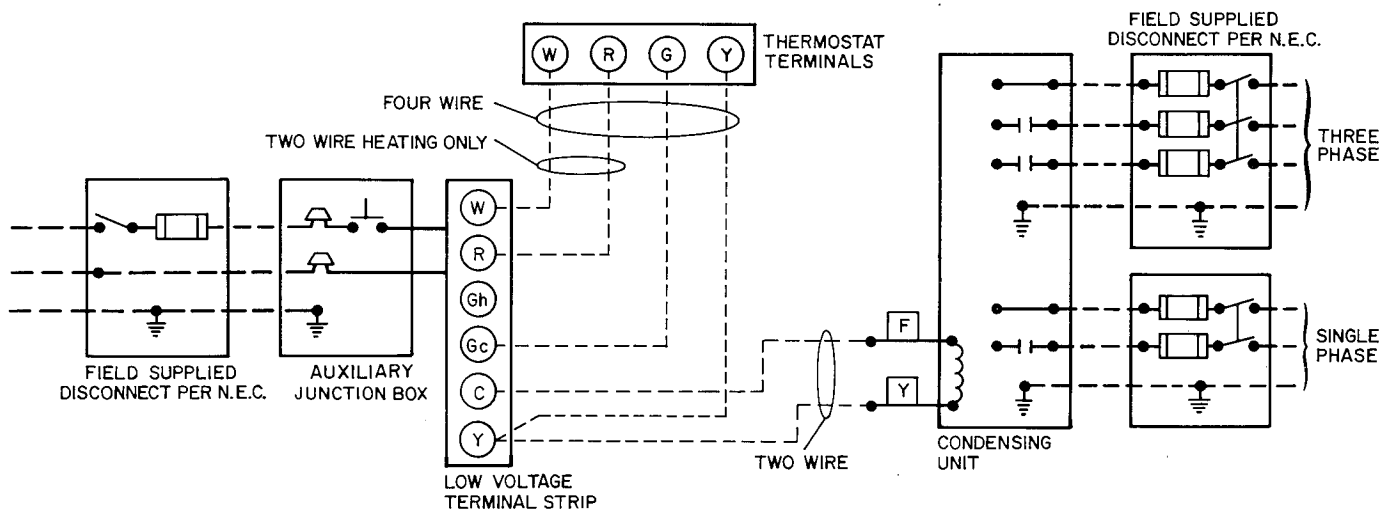 FIELD SUPPLIED
DISCONNECT PER N.E.C.
W R G Y
THERMOSTAT
TERMINALS
FOUR WIRE
TWO WIRE HEATING ONLY
THREE
PHASE
W
R
Gh
Gc
C
Y
F
Y
SINGLE
PHASE
FIELD SUPPLIED
DISCONNECT PER N.E.C.
AUXILIARY
JUNCTION BOX
TWO WIRE
CONDENSING
UNIT
LOW VOLTAGE
TERMINAL STRIP